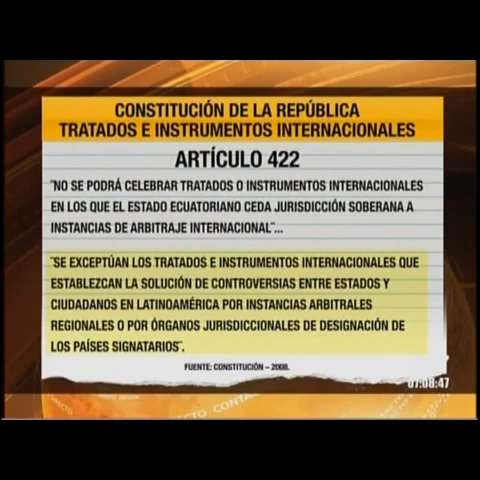 CONSTITUCIÓN DE LA REPÚBLICA
TRATADOS E INSTRUMENTOS INTERNACIONALES
ARTÍCULO 422
¨NO SE PODRÁ CELEBRAR TRATADOS O INSTRUMENTOS INTERNACIONALES
EN LOS QUE EL ESTADO ECUATORIANO CEDA JURISDICCIÓN SOBERANA A
INSTANCIAS DE ARBITRAJE INTERNACIONAL¨...
¨SE EXCEPTÚAN LOS TRATADOS E INSTRUMENTOS INTERNACIONALES QUE
ESTABLEZCAN LA SOLUCIÓN DE CONTROVERSIAS ENTRE ESTADOS Y
CIUDADANOS EN LATINOAMÉRICA POR INSTANCIAS ARBITRALES
REGIONALES O POR ÓRGANOS JURISDICCIONALES DE DESIGNACIÓN DE
LOS PAÍSES SIGNATARIOS¨.
FUENTE: CONSTITUCIÓN – 2008.
07:08:47